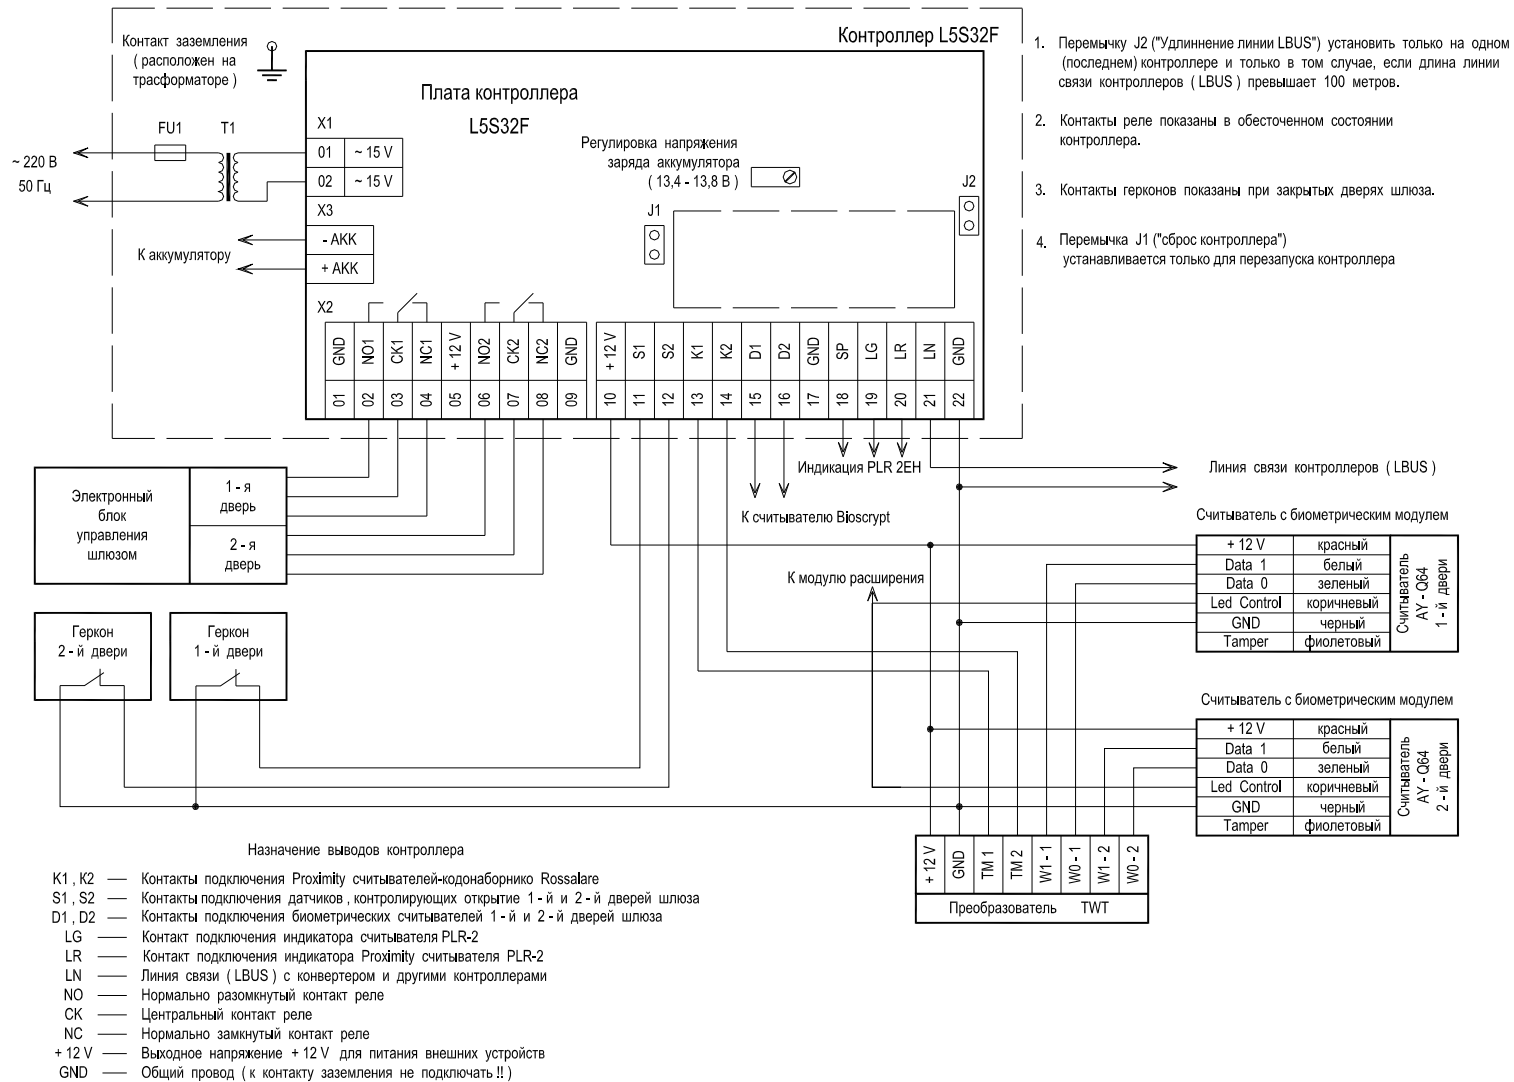 Контроллер L5S32F
Контакт заземления
( расположен на
трасформаторе )
Плата контроллера
L5S32F
FU1
T1
~ 220 В
50 Гц
X1
01 ~ 15 V
02 ~ 15 V
X3
- АКК
+ АКК
К аккумулятору
Регулировка напряжения
заряда аккумулятора
( 13,4 - 13,8 В )
J1
J2
X2
GND NO1 CK1 NC1 + 12 V NO2 CK2 NC2 GND
01 02 03 04 05 06 07 08 09
+ 12 V S1 S2 K1 K2 D1 D2 GND SP LG LR LN GND
10 11 12 13 14 15 16 17 18 19 20 21 22
1. Перемычку J2 ("Удлиннение линии LBUS") установить только на одном
(последнем) контроллере и только в том случае, если длина линии
связи контроллеров ( LBUS ) превышает 100 метров.
2. Контакты реле показаны в обесточенном состоянии
контроллера.
3. Контакты герконов показаны при закрытых дверях шлюза.
4. Перемычка J1 ("сброс контроллера")
устанавливается только для перезапуска контроллера
Электронный
блок
управления
шлюзом
1 - я
дверь
2 - я
дверь
Индикация PLR 2EH
К считывателю Bioscrypt
Линия связи контроллеров ( LBUS )
К модулю расширения
Геркон
2 - й двери
Геркон
1 - й двери
Считыватель с биометрическим модулем
+ 12 V красный
Data 1 белый
Data 0 зеленый
Led Control коричневый
GND черный
Tamper фиолетовый
Считыватель
AY - Q64
1 - й двери
Считыватель с биометрическим модулем
+ 12 V красный
Data 1 белый
Data 0 зеленый
Led Control коричневый
GND черный
Tamper фиолетовый
Считыватель
AY - Q64
2 - й двери
+ 12 V GND TM 1 TM 2 W1 - 1 W0 - 1 W1 - 2 W0 - 2
Преобразователь TWT
Назначение выводов контроллера
K1 , K2 — Контакты подключения Proximity считывателей-кодонаборнико Rossalare
S1 , S2 — Контакты подключения датчиков , контролирующих открытие 1 - й и 2 - й дверей шлюза
D1 , D2 — Контакты подключения биометрических считывателей 1 - й и 2 - й дверей шлюза
LG — Контакт подключения индикатора считывателя PLR-2
LR — Контакт подключения индикатора Proximity считывателя PLR-2
LN — Линия связи ( LBUS ) с конвертером и другими контроллерами
NO — Нормально разомкнутый контакт реле
CK — Центральный контакт реле
NC — Нормально замкнутый контакт реле
+ 12 V — Выходное напряжение + 12 V для питания внешних устройств
GND — Общий провод ( к контакту заземления не подключать !! )